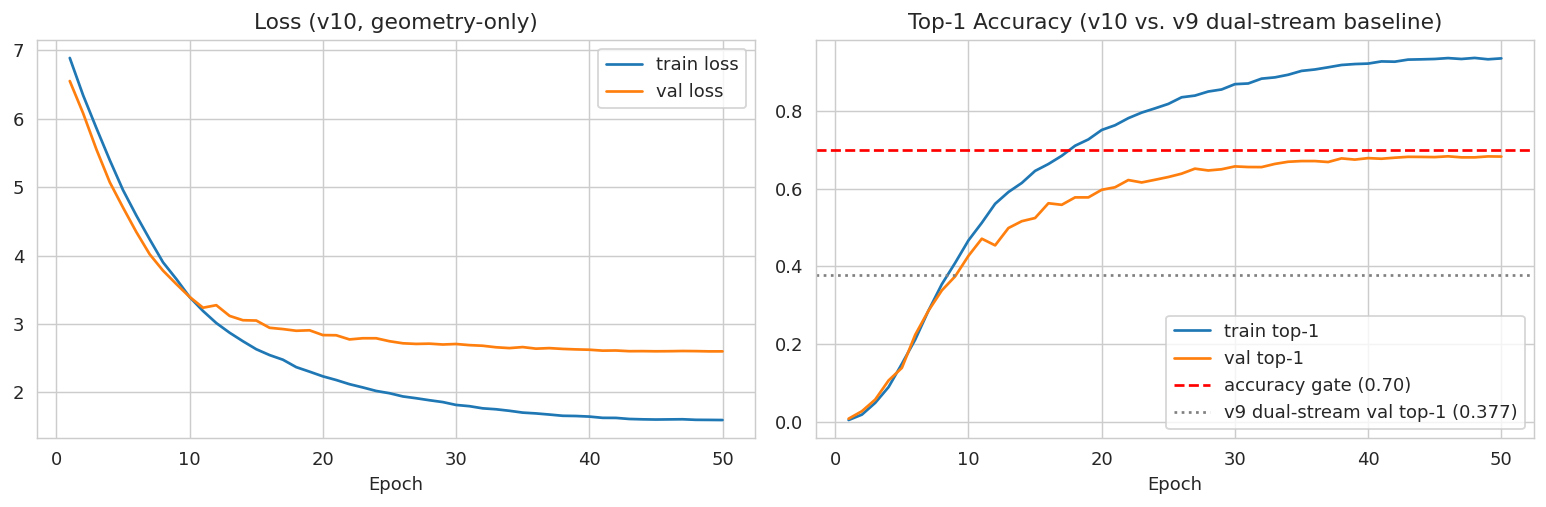 Loss (v10, geometry-only)
7
6
5
4
3
2
0 10 20 30 40 50
Epoch
train loss
val loss
Top-1 Accuracy (v10 vs. v9 dual-stream baseline)
0.8
0.6
0.4
0.2
0.0
0 10 20 30 40 50
Epoch
train top-1
val top-1
accuracy gate (0.70)
v9 dual-stream val top-1 (0.377)